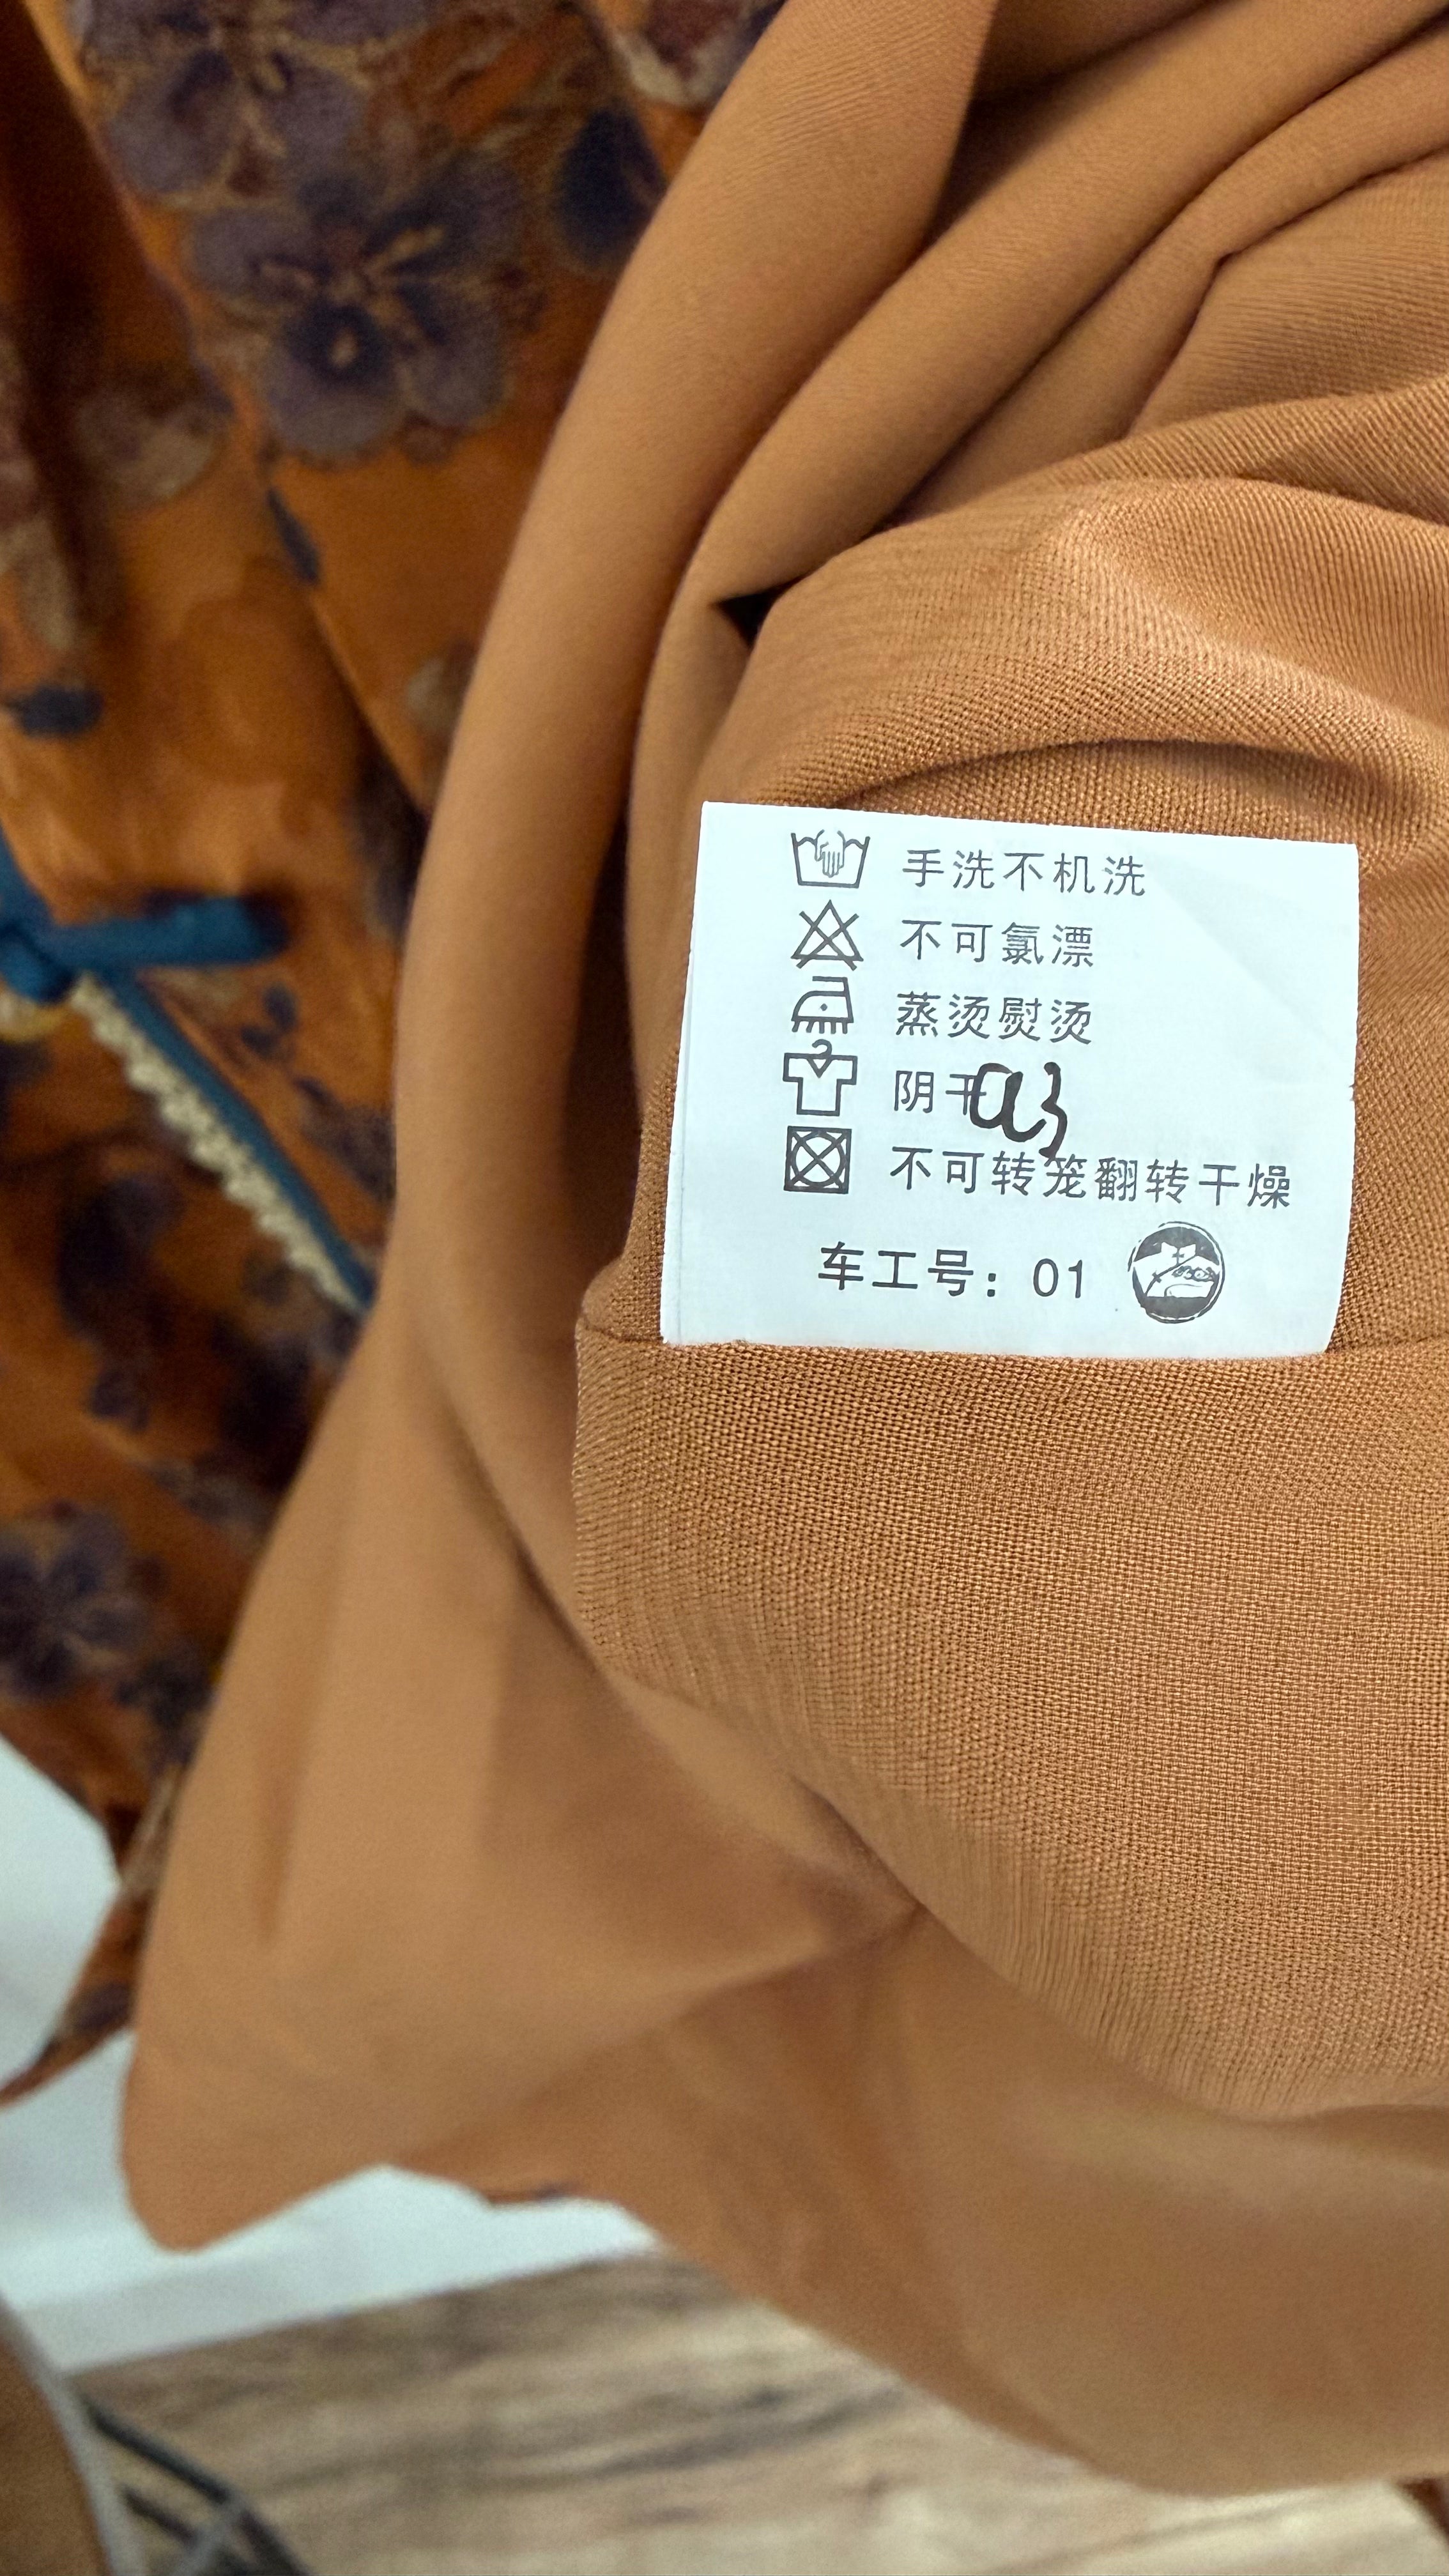 手洗不机洗
不可氯漂
蒸烫熨烫
阴干
不可转笼翻转干燥
车工号：01